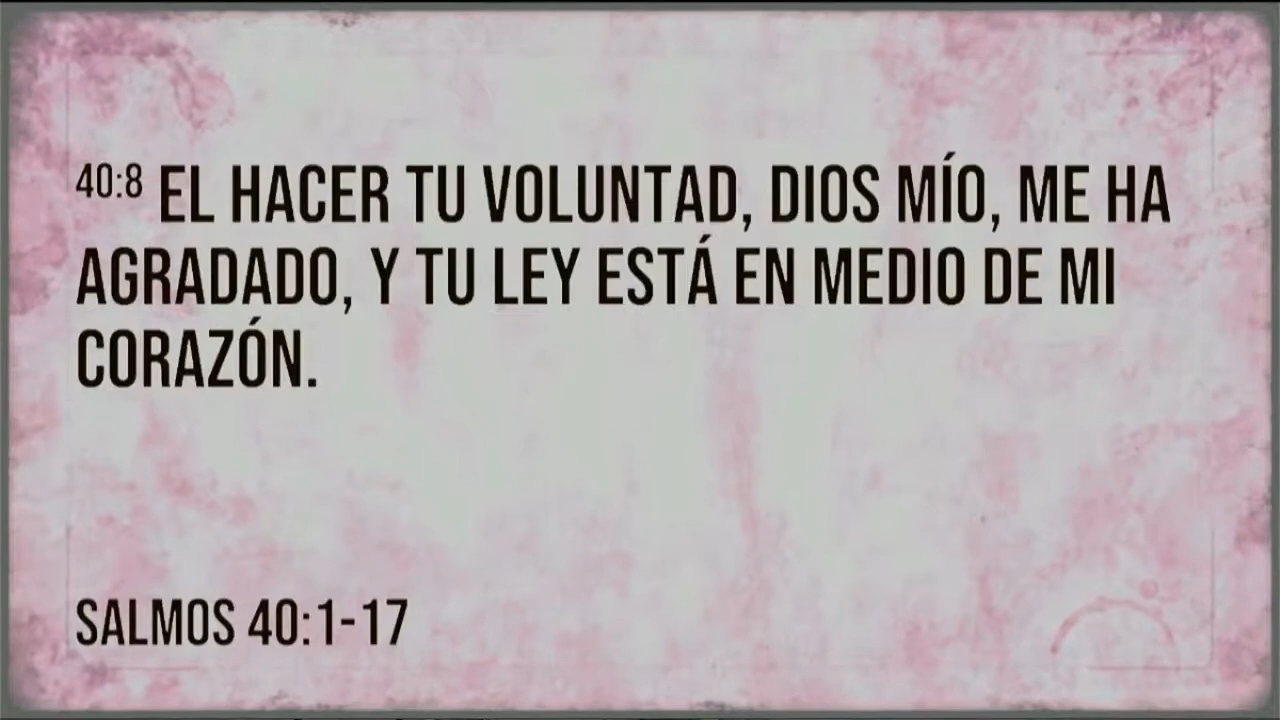 40:8 EL HACER TU VOLUNTAD, DIOS MÍO, ME HA
AGRADADO, Y TU LEY ESTÁ EN MEDIO DE MI
CORAZÓN.
SALMOS 40:1-17